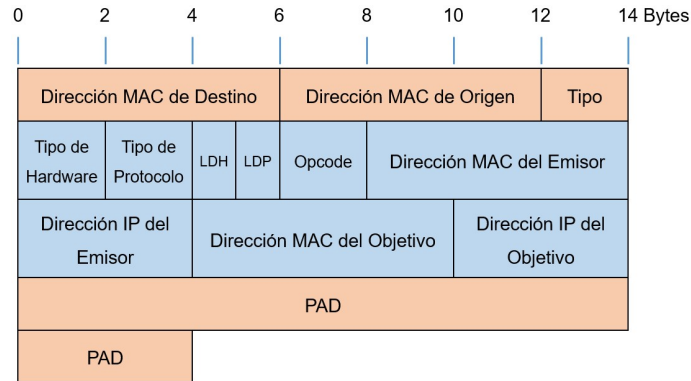 0 2 4 6 8 10 12 14 Bytes
Dirección MAC de Destino Dirección MAC de Origen Tipo
Tipo de Hardware Tipo de Protocolo LDH LDP Opcode Dirección MAC del Emisor
Dirección IP del Emisor Dirección MAC del Objetivo Dirección IP del Objetivo
PAD
PAD